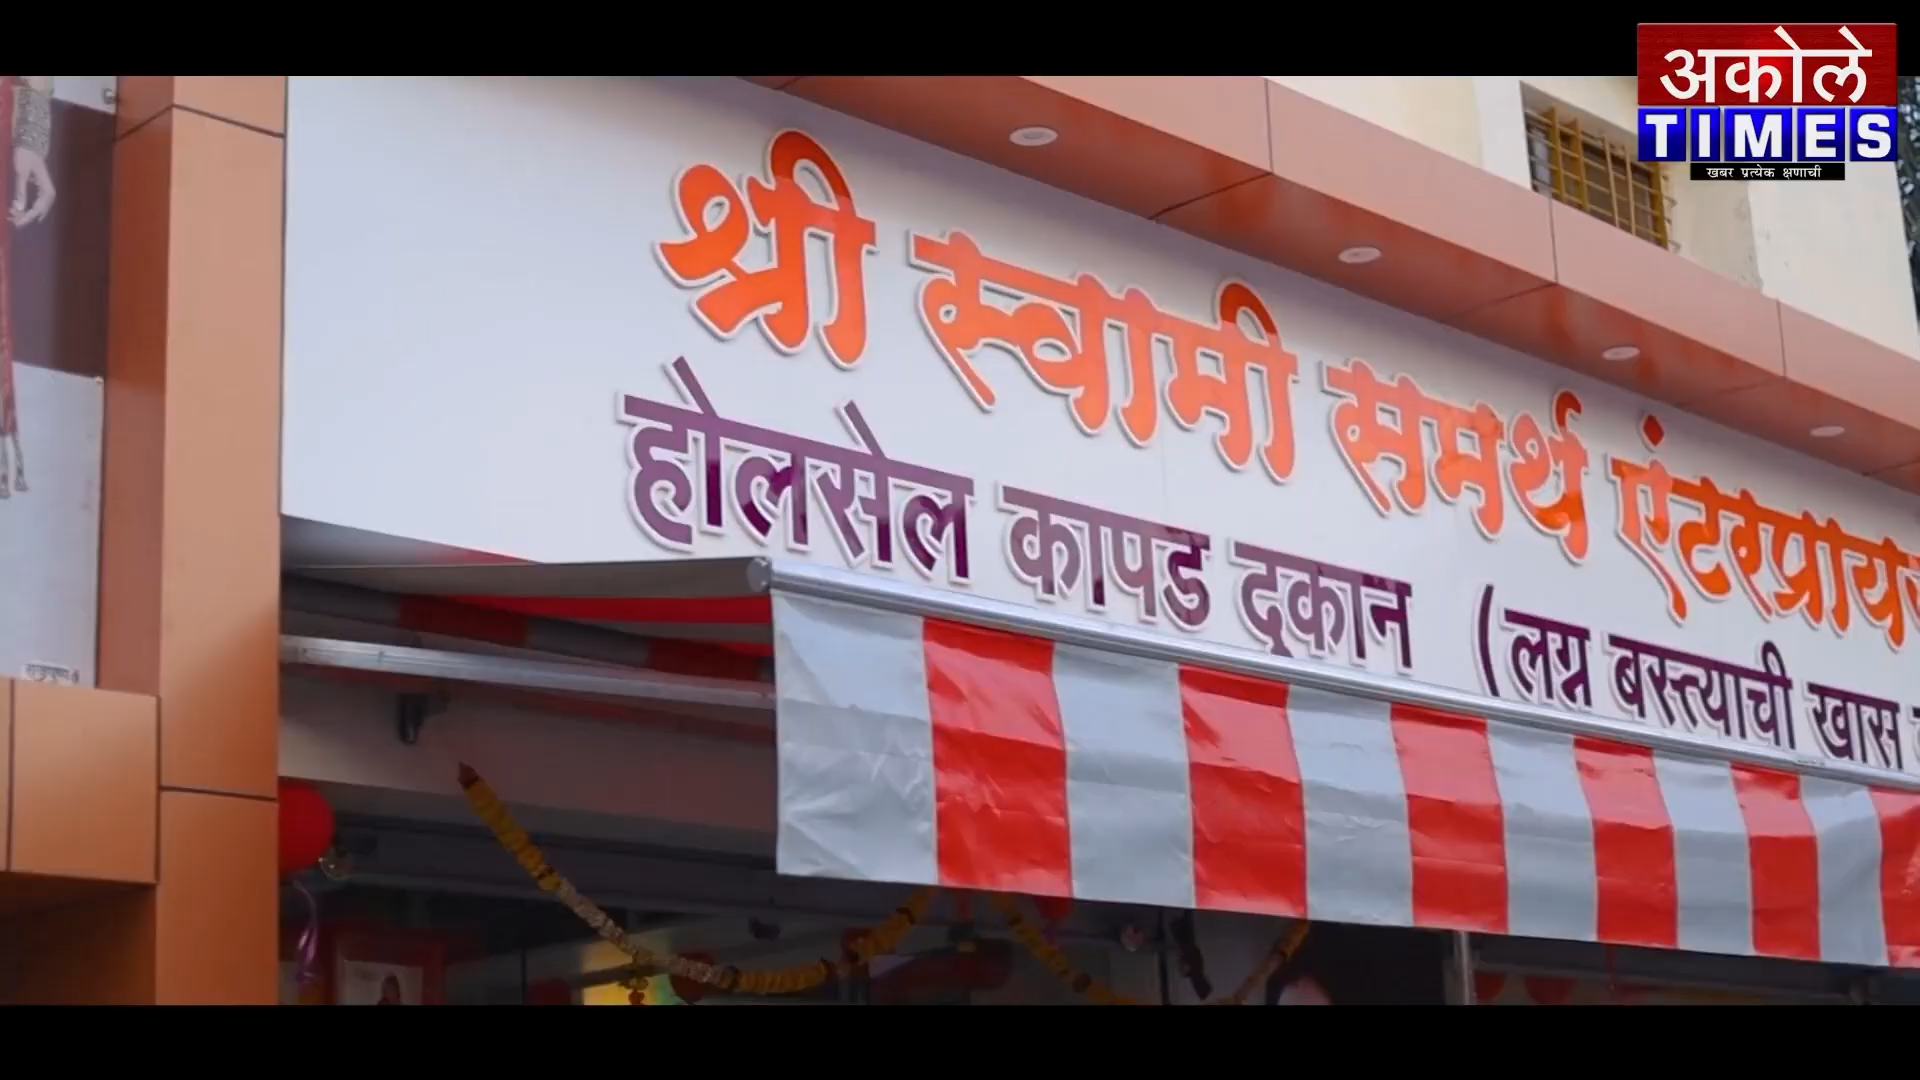 अकोले
TIMES
खबर प्रत्येक क्षणाची
श्री स्वामी समर्थ एंटरप्रायज
होलसेल कापड दुकान (लग्न बस्त्याची खास